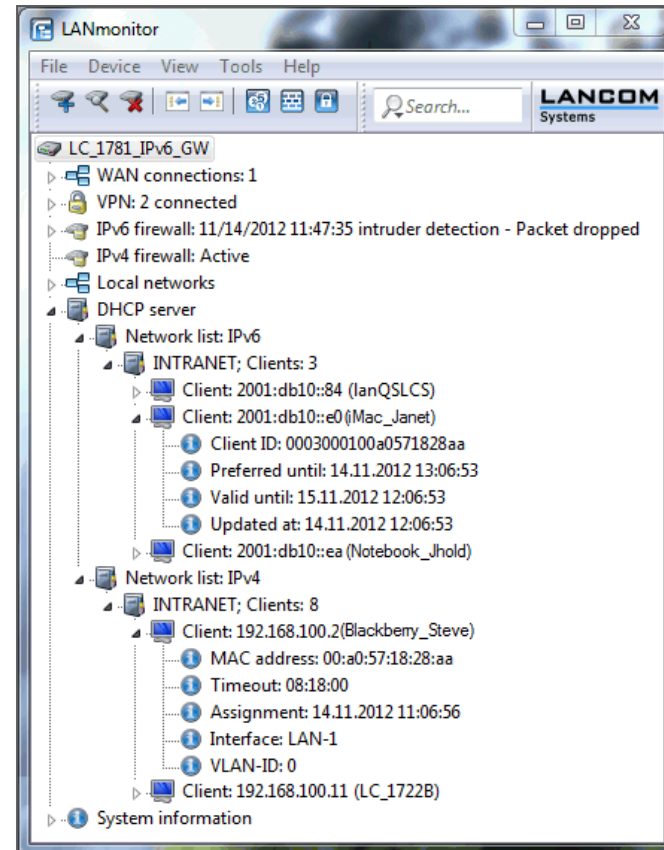 LANmonitor
File Device View Tools Help
Search...
LANCOM
Systems
LC_1781_IPv6_GW
WAN connections: 1
VPN: 2 connected
IPv6 firewall: 11/14/2012 11:47:35 intruder detection - Packet dropped
IPv4 firewall: Active
Local networks
DHCP server
Network list: IPv6
INTRANET; Clients: 3
Client: 2001:db10::84 (lanQSLCS)
Client: 2001:db10::e0(iMac_Janet)
Client ID: 0003000100a0571828aa
Preferred until: 14.11.2012 13:06:53
Valid until: 15.11.2012 12:06:53
Updated at: 14.11.2012 12:06:53
Client: 2001:db10::ea (Notebook_Jhold)
Network list: IPv4
INTRANET; Clients: 8
Client: 192.168.100.2(Blackberry_Steve)
MAC address: 00:a0:57:18:28:aa
Timeout: 08:18:00
Assignment: 14.11.2012 11:06:56
Interface: LAN-1
VLAN-ID: 0
Client: 192.168.100.11 (LC_1722B)
System information